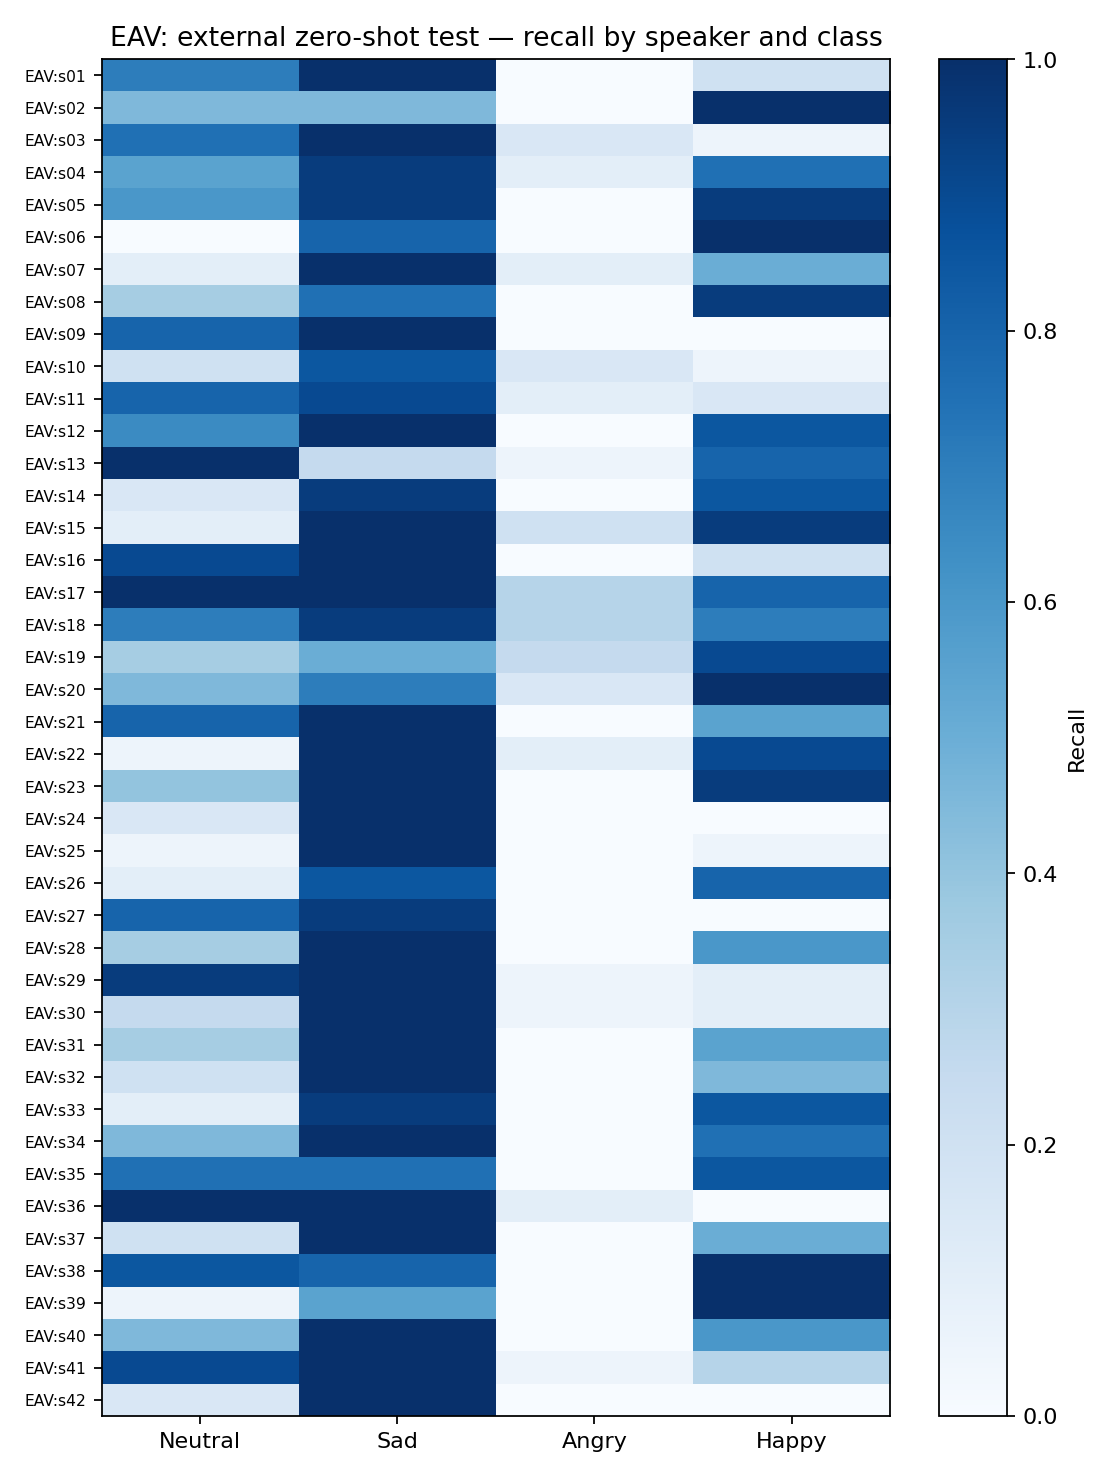 EAV: external zero-shot test — recall by speaker and class
EAV:s01
EAV:s02
EAV:s03
EAV:s04
EAV:s05
EAV:s06
EAV:s07
EAV:s08
EAV:s09
EAV:s10
EAV:s11
EAV:s12
EAV:s13
EAV:s14
EAV:s15
EAV:s16
EAV:s17
EAV:s18
EAV:s19
EAV:s20
EAV:s21
EAV:s22
EAV:s23
EAV:s24
EAV:s25
EAV:s26
EAV:s27
EAV:s28
EAV:s29
EAV:s30
EAV:s31
EAV:s32
EAV:s33
EAV:s34
EAV:s35
EAV:s36
EAV:s37
EAV:s38
EAV:s39
EAV:s40
EAV:s41
EAV:s42
Neutral Sad Angry Happy
1.0
0.8
0.6
0.4
0.2
0.0
Recall